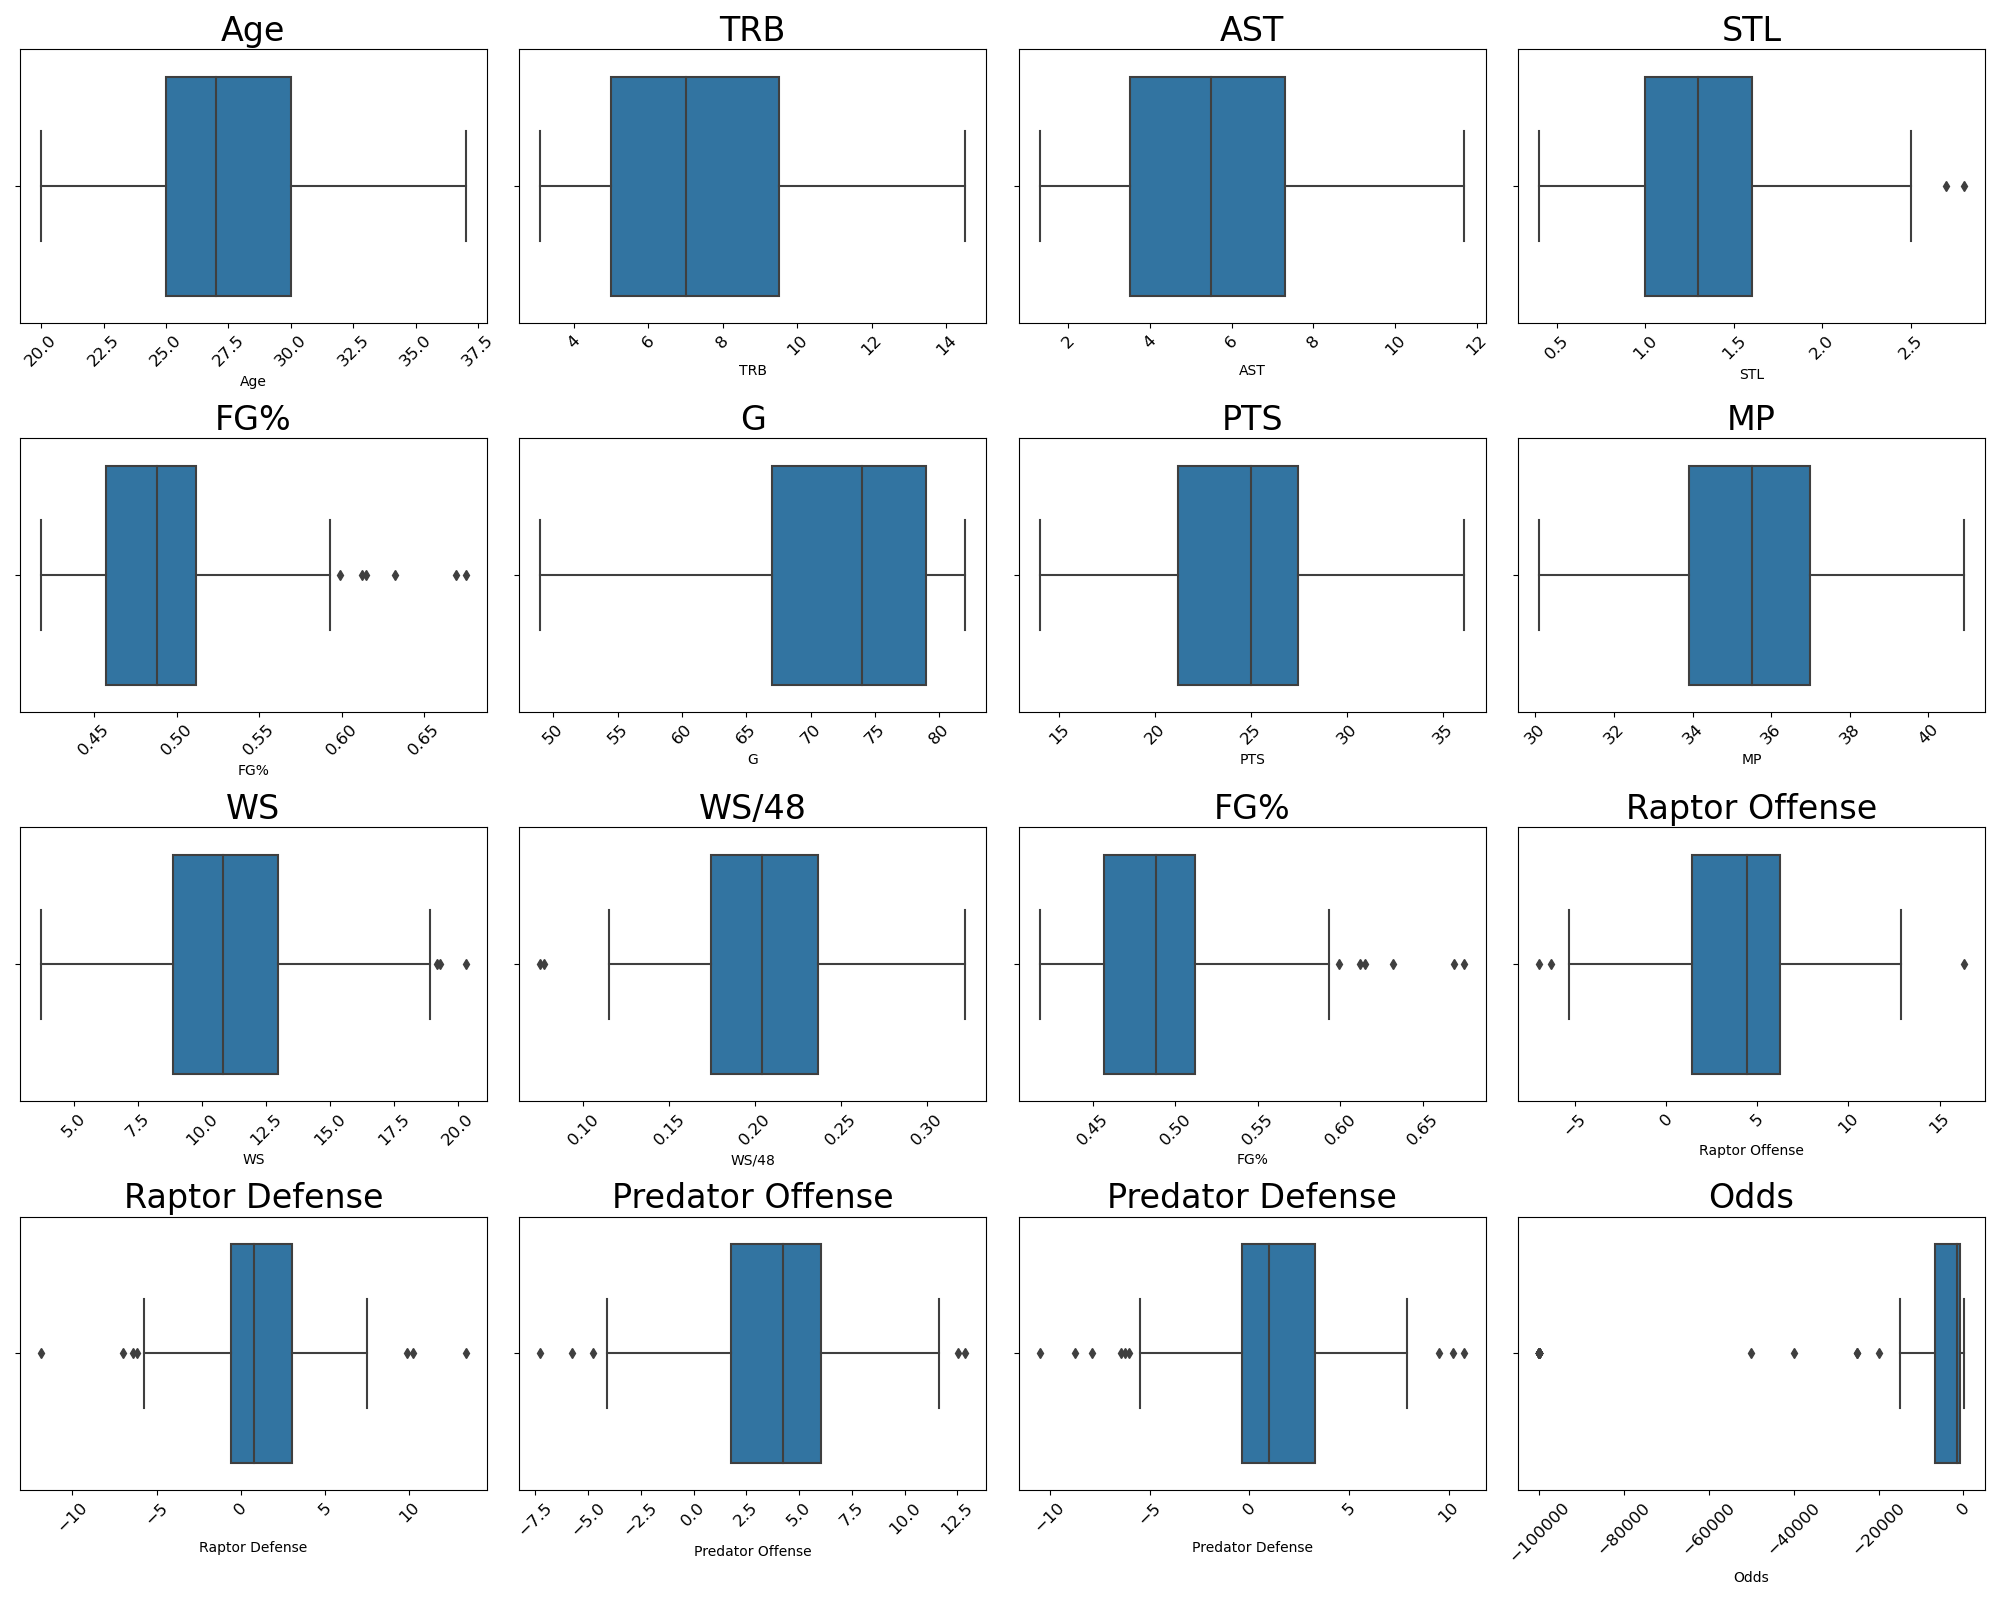 Age TRB AST STL
20.0 22.5 25.0 27.5 30.0 32.5 35.0 37.5 4 6 8 10 12 14 2 4 6 8 10 12 0.5 1.0 1.5 2.0 2.5
Age TRB AST STL
FG% G PTS MP
0.45 0.50 0.55 0.60 0.65 50 55 60 65 70 75 80 15 20 25 30 35 30 32 34 36 38 40
FG% G PTS MP
WS WS/48 FG% Raptor Offense
5.0 7.5 10.0 12.5 15.0 17.5 20.0 0.10 0.15 0.20 0.25 0.30 0.45 0.50 0.55 0.60 0.65 −5 0 5 10 15
WS WS/48 FG% Raptor Offense
Raptor Defense Predator Offense Predator Defense Odds
−10 −5 0 5 10 −7.5 −5.0 −2.5 0.0 2.5 5.0 7.5 10.0 12.5 −10 −5 0 5 10 −100000 −80000 −60000 −40000 −20000 0
Raptor Defense Predator Offense Predator Defense Odds